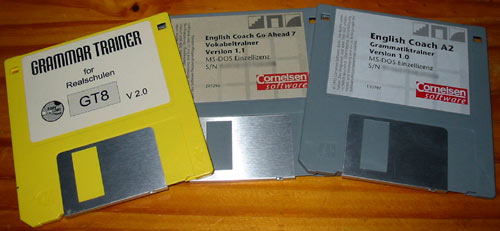 GRAMMAR TRAINER
for
Realschulen
GT8
V 2.0
English Coach Go Ahead 7
Vokabeltrainer
Version 1.1
MS-DOS Einzellizenz
S/N
Cornelsen
software
English Coach A2
Grammatiktrainer
Version 1.0
MS-DOS Einzellizenz
S/N
Cornelsen
software